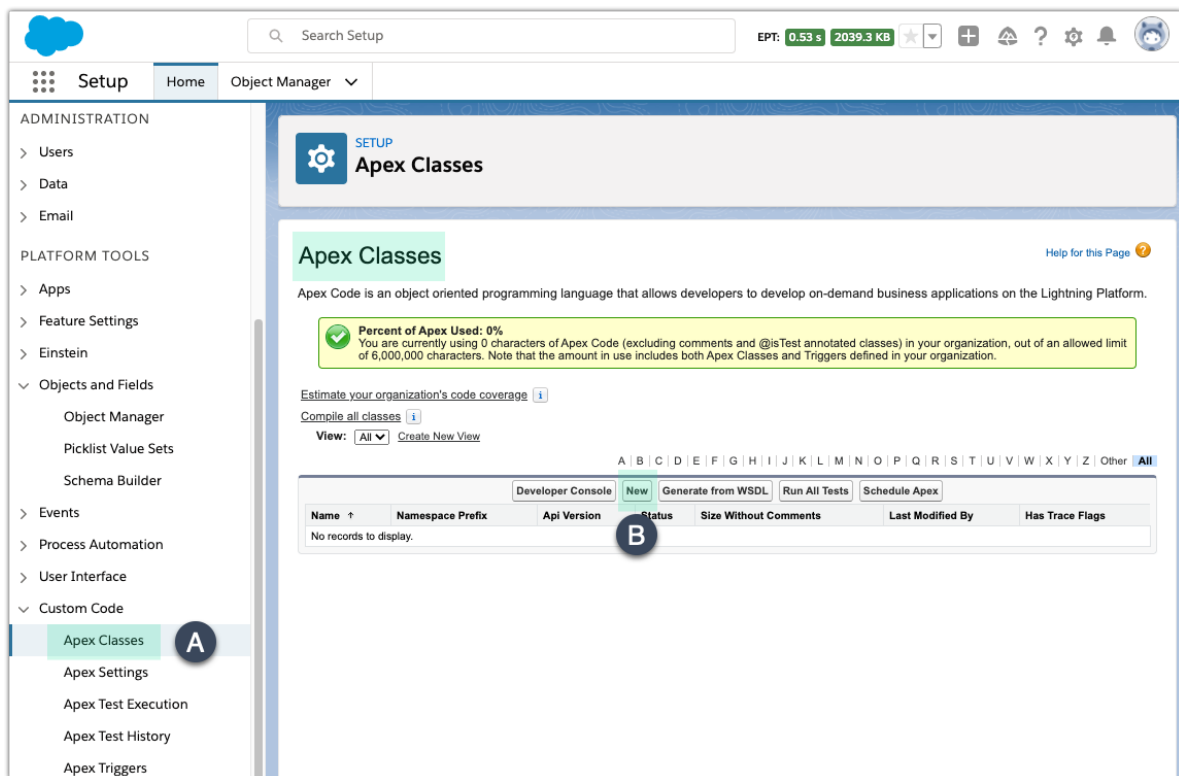 Search Setup
EPT: 0.53 s 2039.3 KB
Setup Home Object Manager
ADMINISTRATION
Users
Data
Email
PLATFORM TOOLS
Apps
Feature Settings
Einstein
Objects and Fields
Object Manager
Picklist Value Sets
Schema Builder
Events
Process Automation
User Interface
Custom Code
Apex Classes
A
Apex Settings
Apex Test Execution
Apex Test History
Apex Triggers
SETUP
Apex Classes
Apex Classes
Help for this Page ?
Apex Code is an object oriented programming language that allows developers to develop on-demand business applications on the Lightning Platform.
Percent of Apex Used: 0%
You are currently using 0 characters of Apex Code (excluding comments and @isTest annotated classes) in your organization, out of an allowed limit
of 6,000,000 characters. Note that the amount in use includes both Apex Classes and Triggers defined in your organization.
Estimate your organization's code coverage i
Compile all classes i
View: All Create New View
A | B | C | D | E | F | G | H | I | J | K | L | M | N | O | P | Q | R | S | T | U | V | W | X | Y | Z | Other All
Developer Console New Generate from WSDL Run All Tests Schedule Apex
Name ↑ Namespace Prefix Api Version Status Size Without Comments Last Modified By Has Trace Flags
No records to display.
B